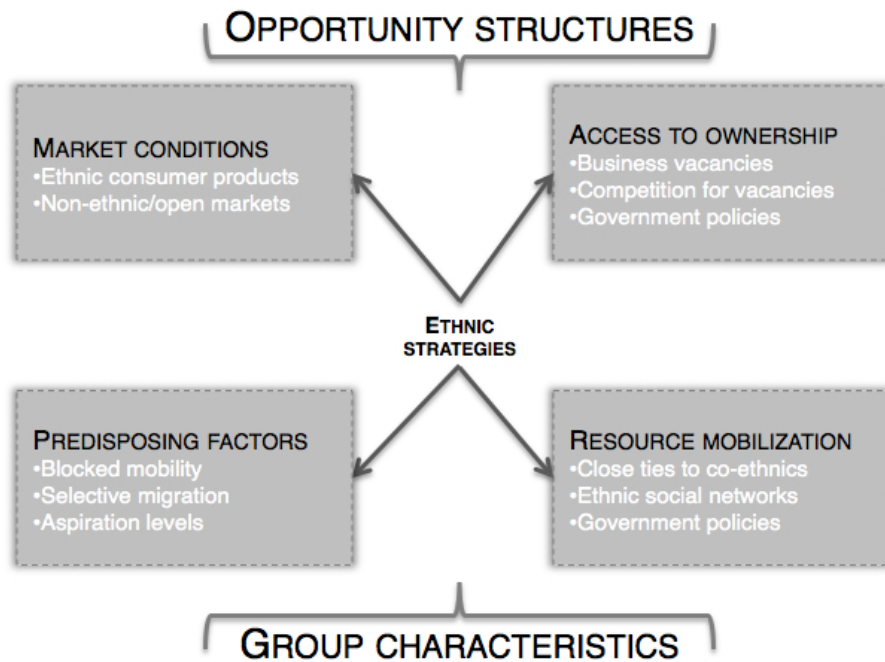 OPPORTUNITY STRUCTURES
MARKET CONDITIONS
•Ethnic consumer products
•Non-ethnic/open markets
ACCESS TO OWNERSHIP
•Business vacancies
•Competition for vacancies
•Government policies
ETHNIC
STRATEGIES
PREDISPOSING FACTORS
•Blocked mobility
•Selective migration
•Aspiration levels
RESOURCE MOBILIZATION
•Close ties to co-ethnics
•Ethnic social networks
•Government policies
GROUP CHARACTERISTICS